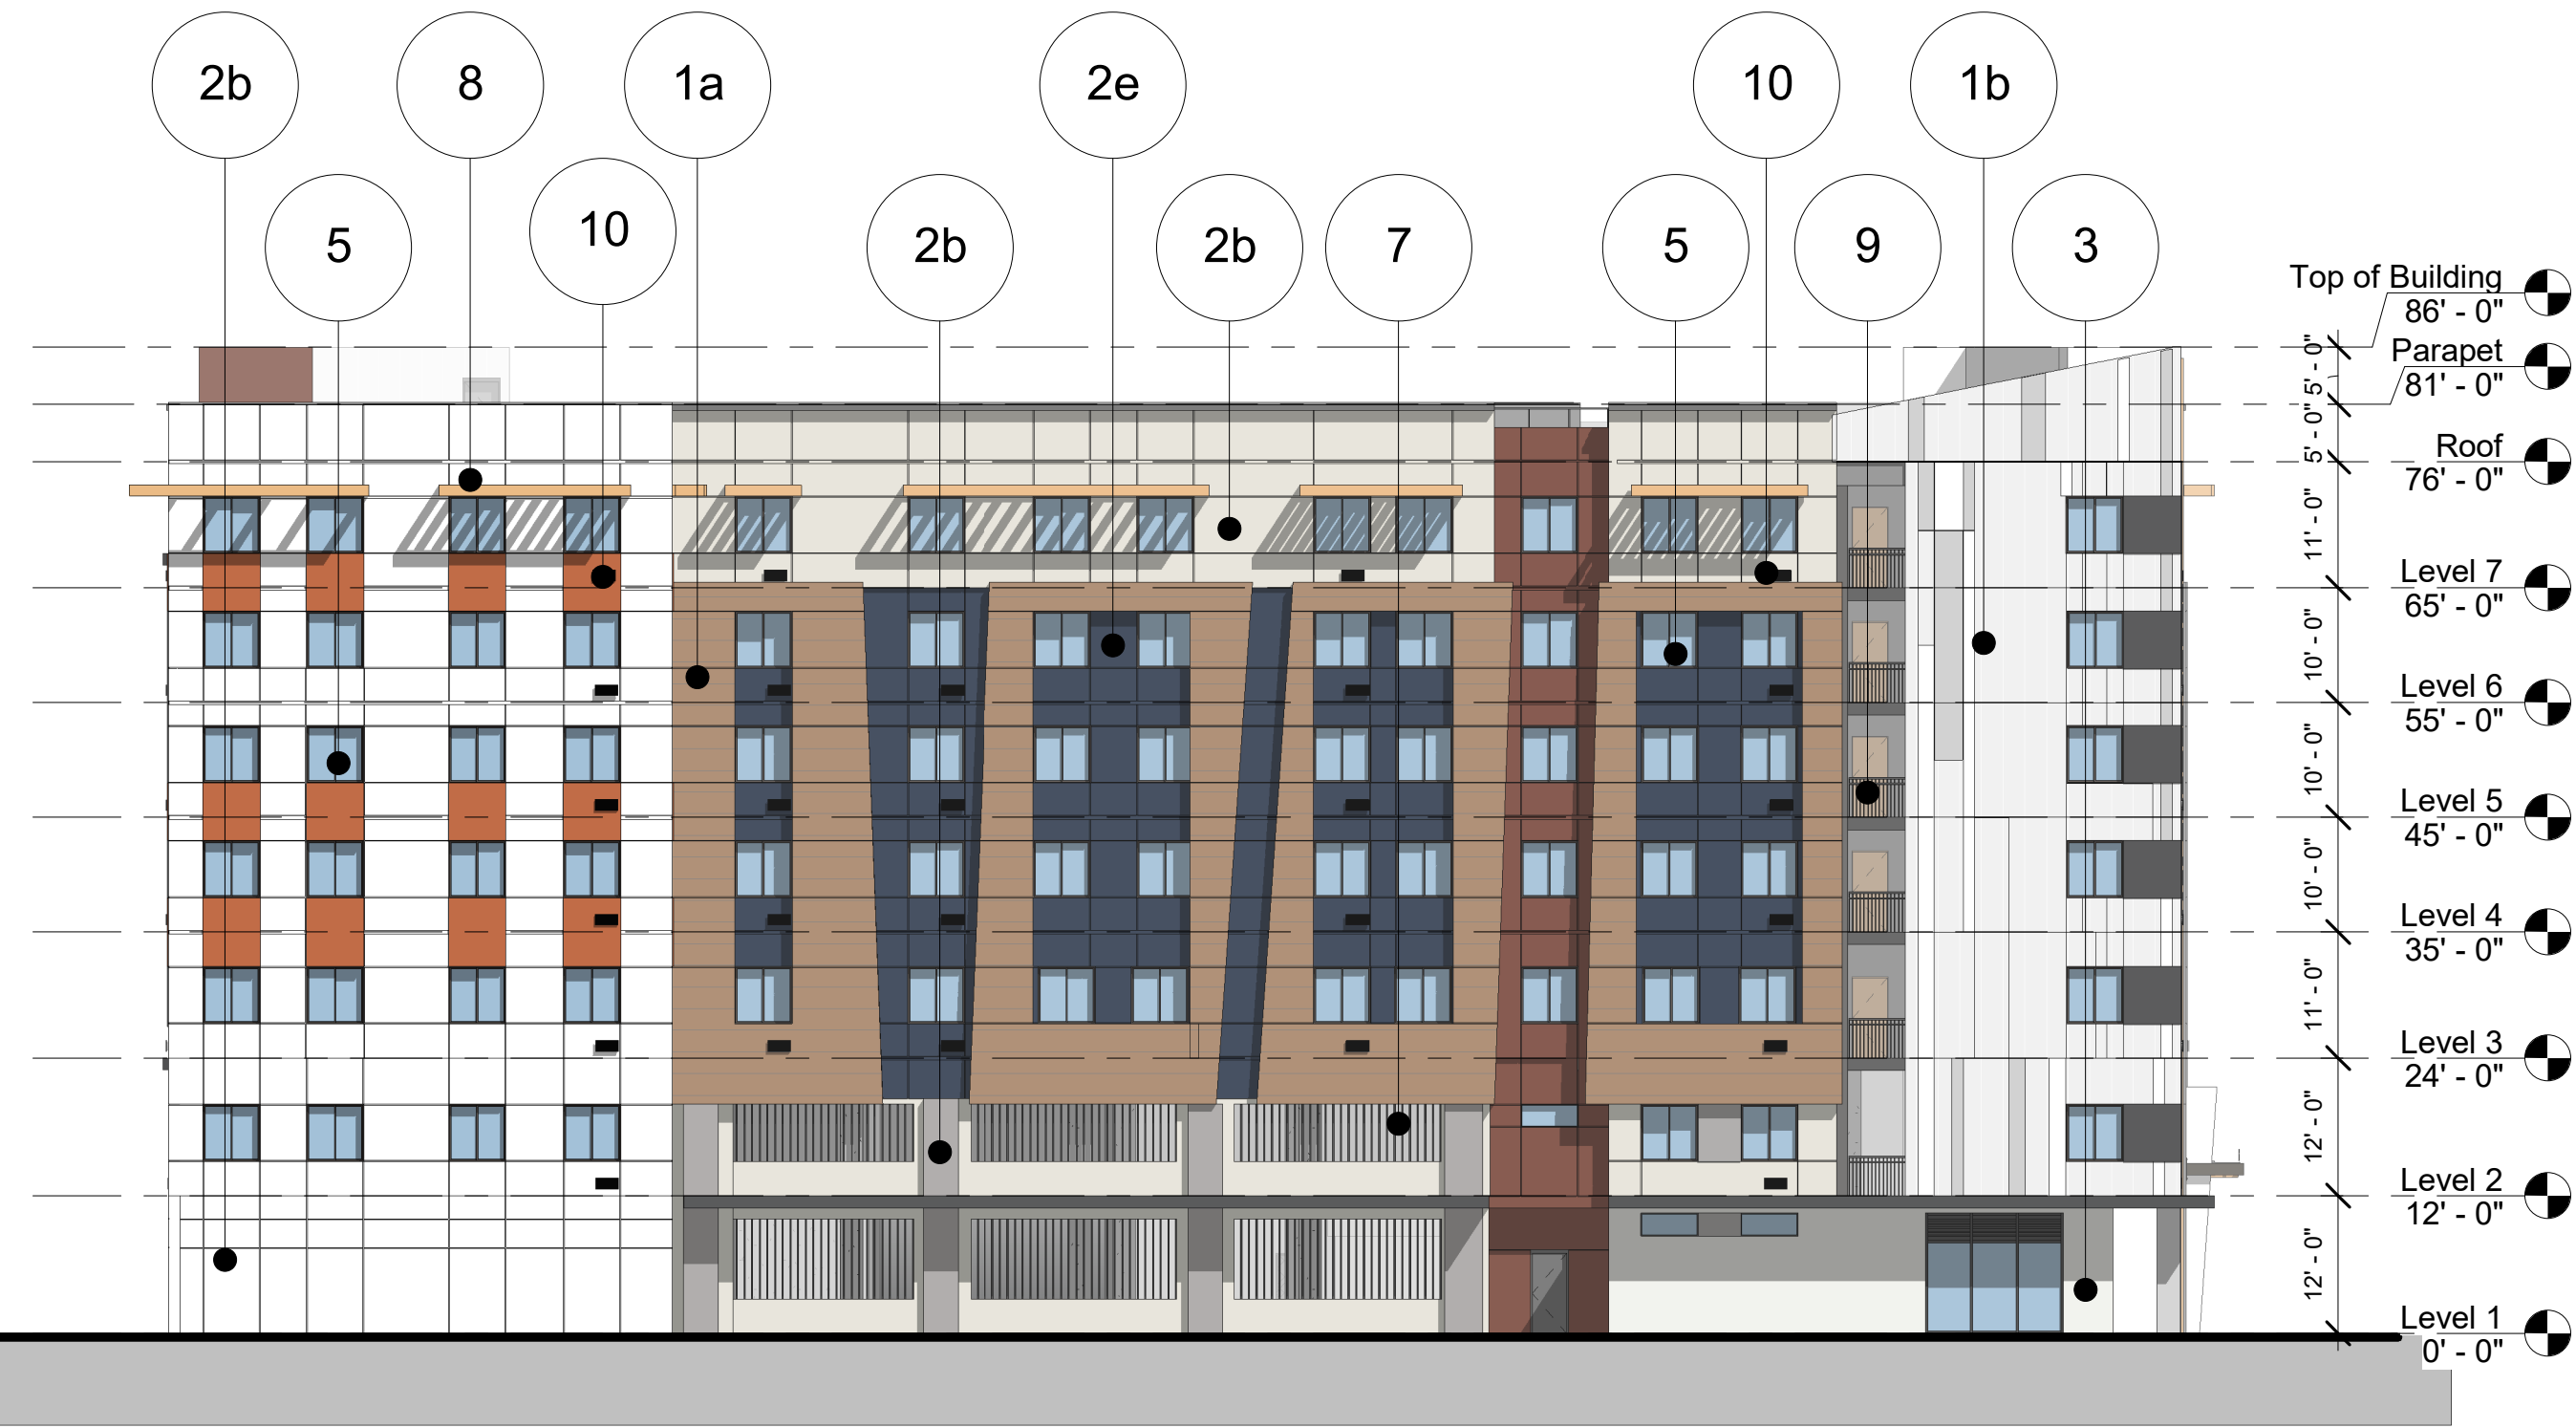 2b
8
1a
2e
10
1b
5
10
2b
2b
7
5
9
3
Top of Building
86' - 0"
Parapet
81' - 0"
Roof
76' - 0"
Level 7
65' - 0"
Level 6
55' - 0"
Level 5
45' - 0"
Level 4
35' - 0"
Level 3
24' - 0"
Level 2
12' - 0"
Level 1
0' - 0"
5' - 0"
5' - 0"
11' - 0"
10' - 0"
10' - 0"
10' - 0"
11' - 0"
12' - 0"
12' - 0"